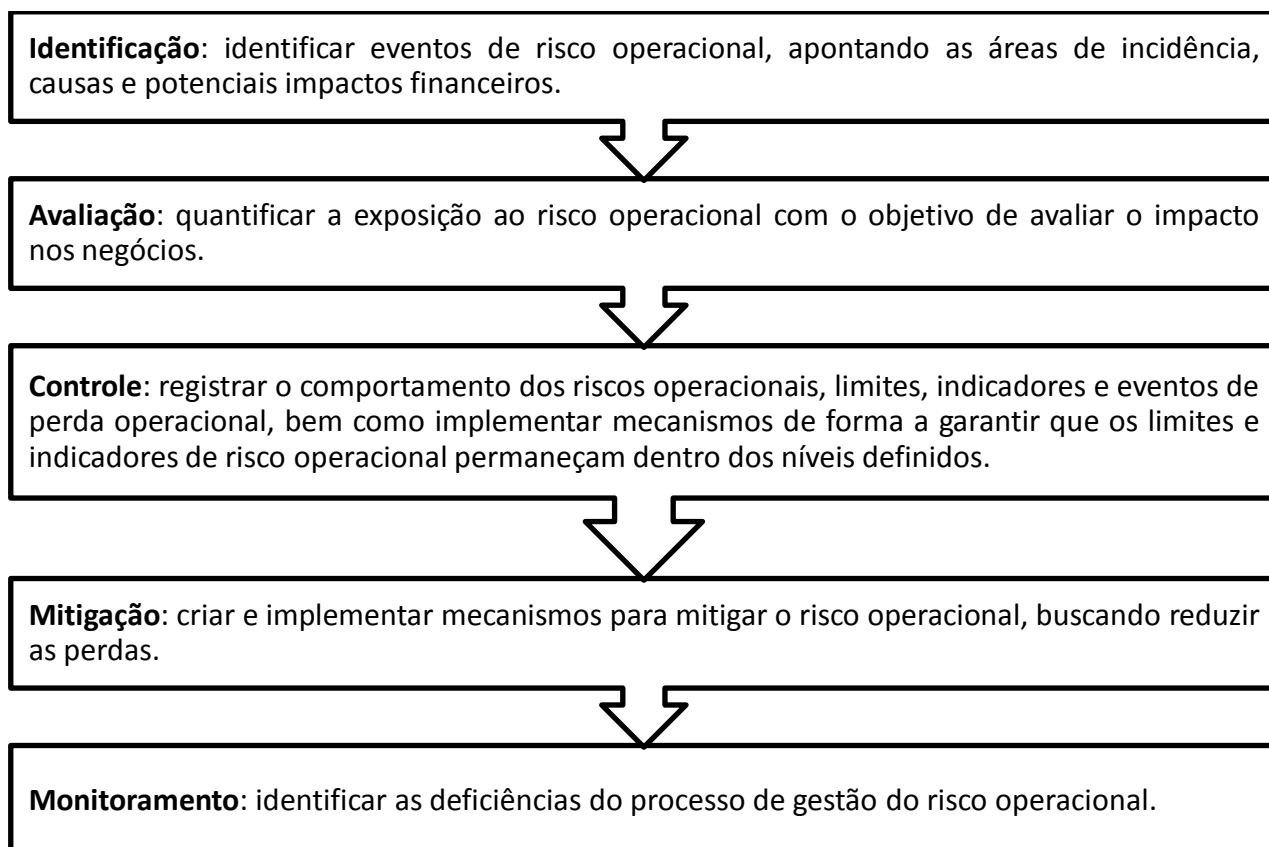 Identificação: identificar eventos de risco operacional, apontando as áreas de incidência,
causas e potenciais impactos financeiros.
Avaliação: quantificar a exposição ao risco operacional com o objetivo de avaliar o impacto
nos negócios.
Controle: registrar o comportamento dos riscos operacionais, limites, indicadores e eventos de
perda operacional, bem como implementar mecanismos de forma a garantir que os limites e
indicadores de risco operacional permaneçam dentro dos níveis definidos.
Mitigação: criar e implementar mecanismos para mitigar o risco operacional, buscando reduzir
as perdas.
Monitoramento: identificar as deficiências do processo de gestão do risco operacional.